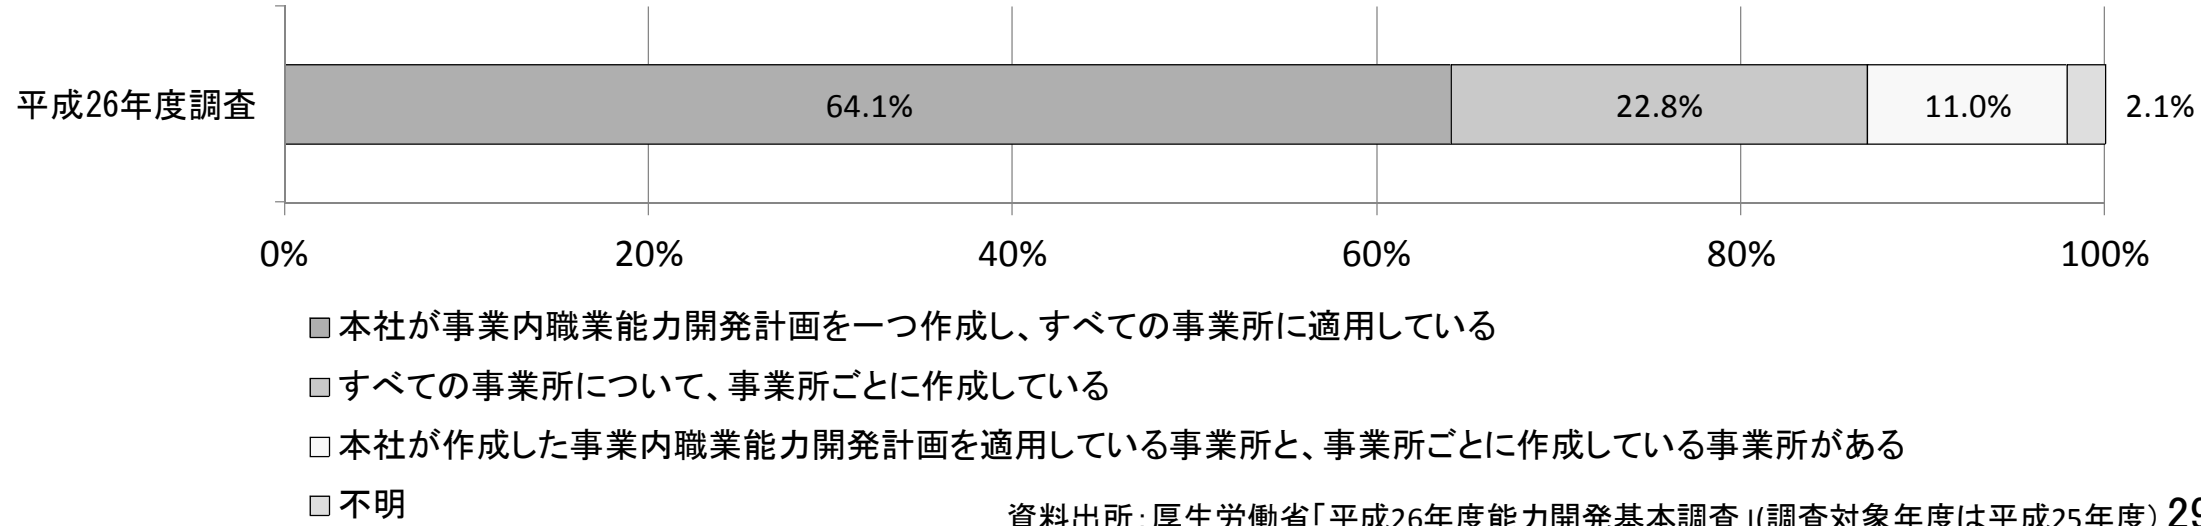 平成26年度調査
64.1% 22.8% 11.0% 2.1%
0% 20% 40% 60% 80% 100%
本社が事業内職業能力開発計画を一つ作成し、すべての事業所に適用している
すべての事業所について、事業所ごとに作成している
本社が作成した事業内職業能力開発計画を適用している事業所と、事業所ごとに作成している事業所がある
不明
資料出所：厚生労働省「平成26年度能力開発基本調査」(調査対象年度は平成25年度) 29